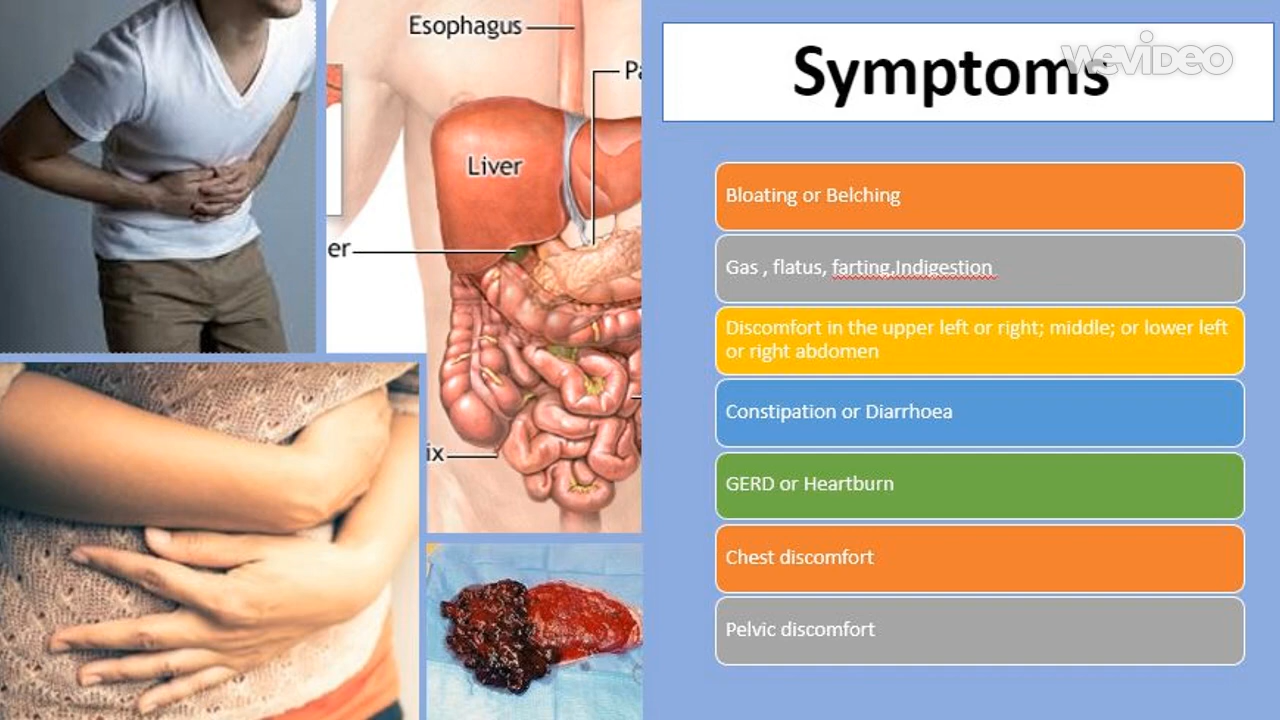 Esophagus
Pa
Liver
er
ix
wevideo
Symptoms
Bloating or Belching
Gas , flatus, farting,Indigestion
Discomfort in the upper left or right; middle; or lower left
or right abdomen
Constipation or Diarrhoea
GERD or Heartburn
Chest discomfort
Pelvic discomfort